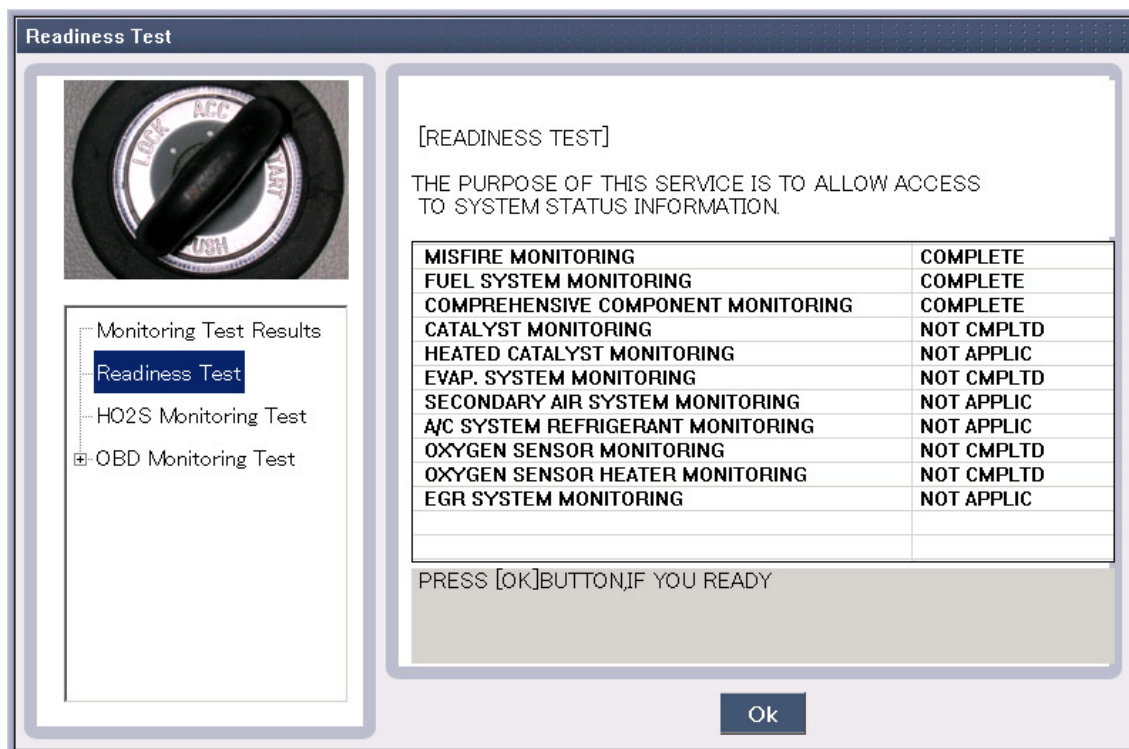 Readiness Test
ACC
LOCK
START
PUSH
Monitoring Test Results
Readiness Test
HO2S Monitoring Test
OBD Monitoring Test
[READINESS TEST]
THE PURPOSE OF THIS SERVICE IS TO ALLOW ACCESS
TO SYSTEM STATUS INFORMATION.
MISFIRE MONITORING COMPLETE
FUEL SYSTEM MONITORING COMPLETE
COMPREHENSIVE COMPONENT MONITORING COMPLETE
CATALYST MONITORING NOT CMPLTD
HEATED CATALYST MONITORING NOT APPLIC
EVAP. SYSTEM MONITORING NOT CMPLTD
SECONDARY AIR SYSTEM MONITORING NOT APPLIC
A/C SYSTEM REFRIGERANT MONITORING NOT APPLIC
OXYGEN SENSOR MONITORING NOT CMPLTD
OXYGEN SENSOR HEATER MONITORING NOT CMPLTD
EGR SYSTEM MONITORING NOT APPLIC
PRESS [OK]BUTTON,IF YOU READY
Ok